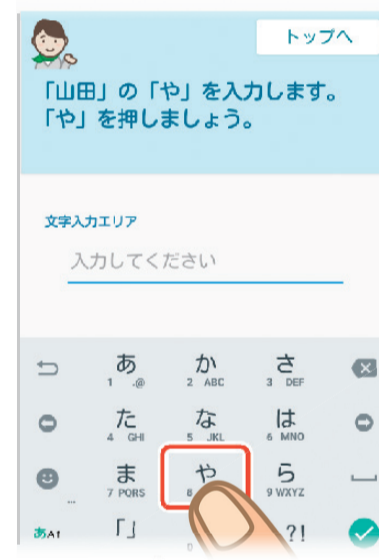 トップへ
「山田」の「や」を入力します。
「や」を押しましょう。
文字入力エリア
入力してください
あ か さ
1 .@ 2 ABC 3 DEF
た な は
4 GHI 5 JKL 6 MNO
ま や ら
7 PQRS 8 9 WXYZ
あA1 「」 ?!